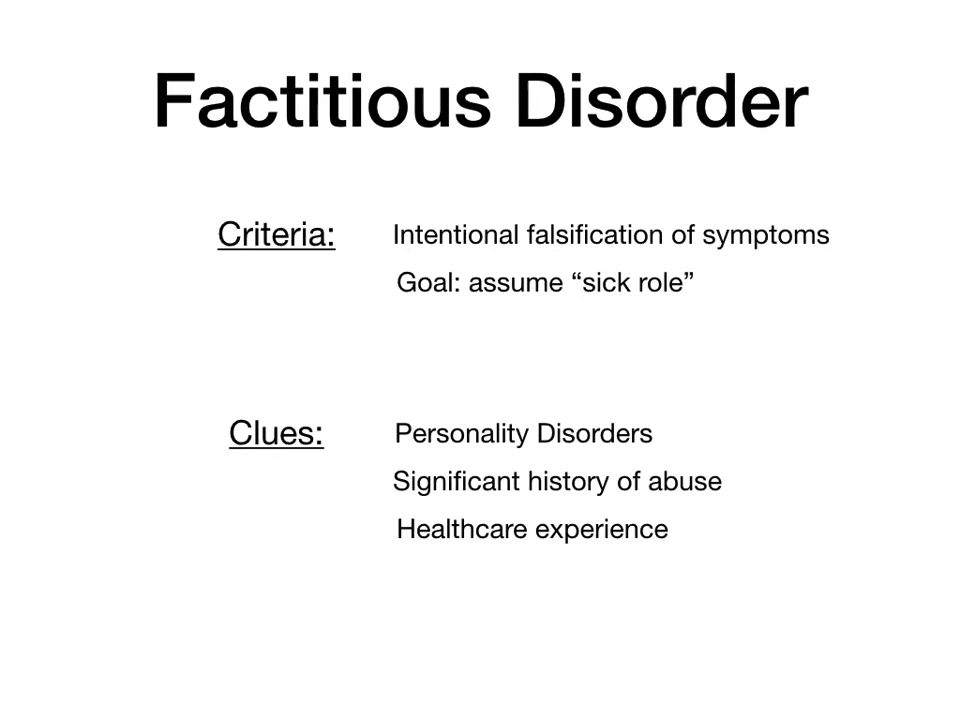 Factitious Disorder
Criteria: Intentional falsification of symptoms
Goal: assume “sick role”
Clues: Personality Disorders
Significant history of abuse
Healthcare experience